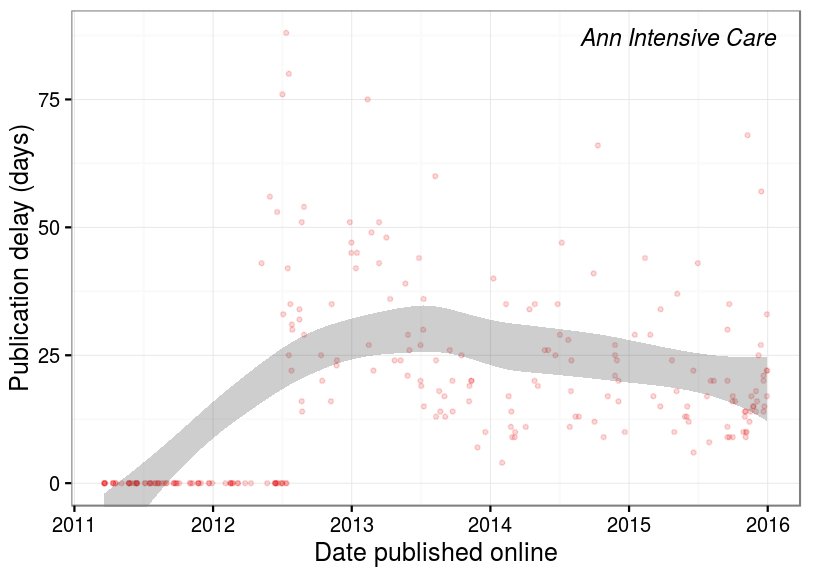 Ann Intensive Care
Publication delay (days)
75
50
25
0
2011 2012 2013 2014 2015 2016
Date published online